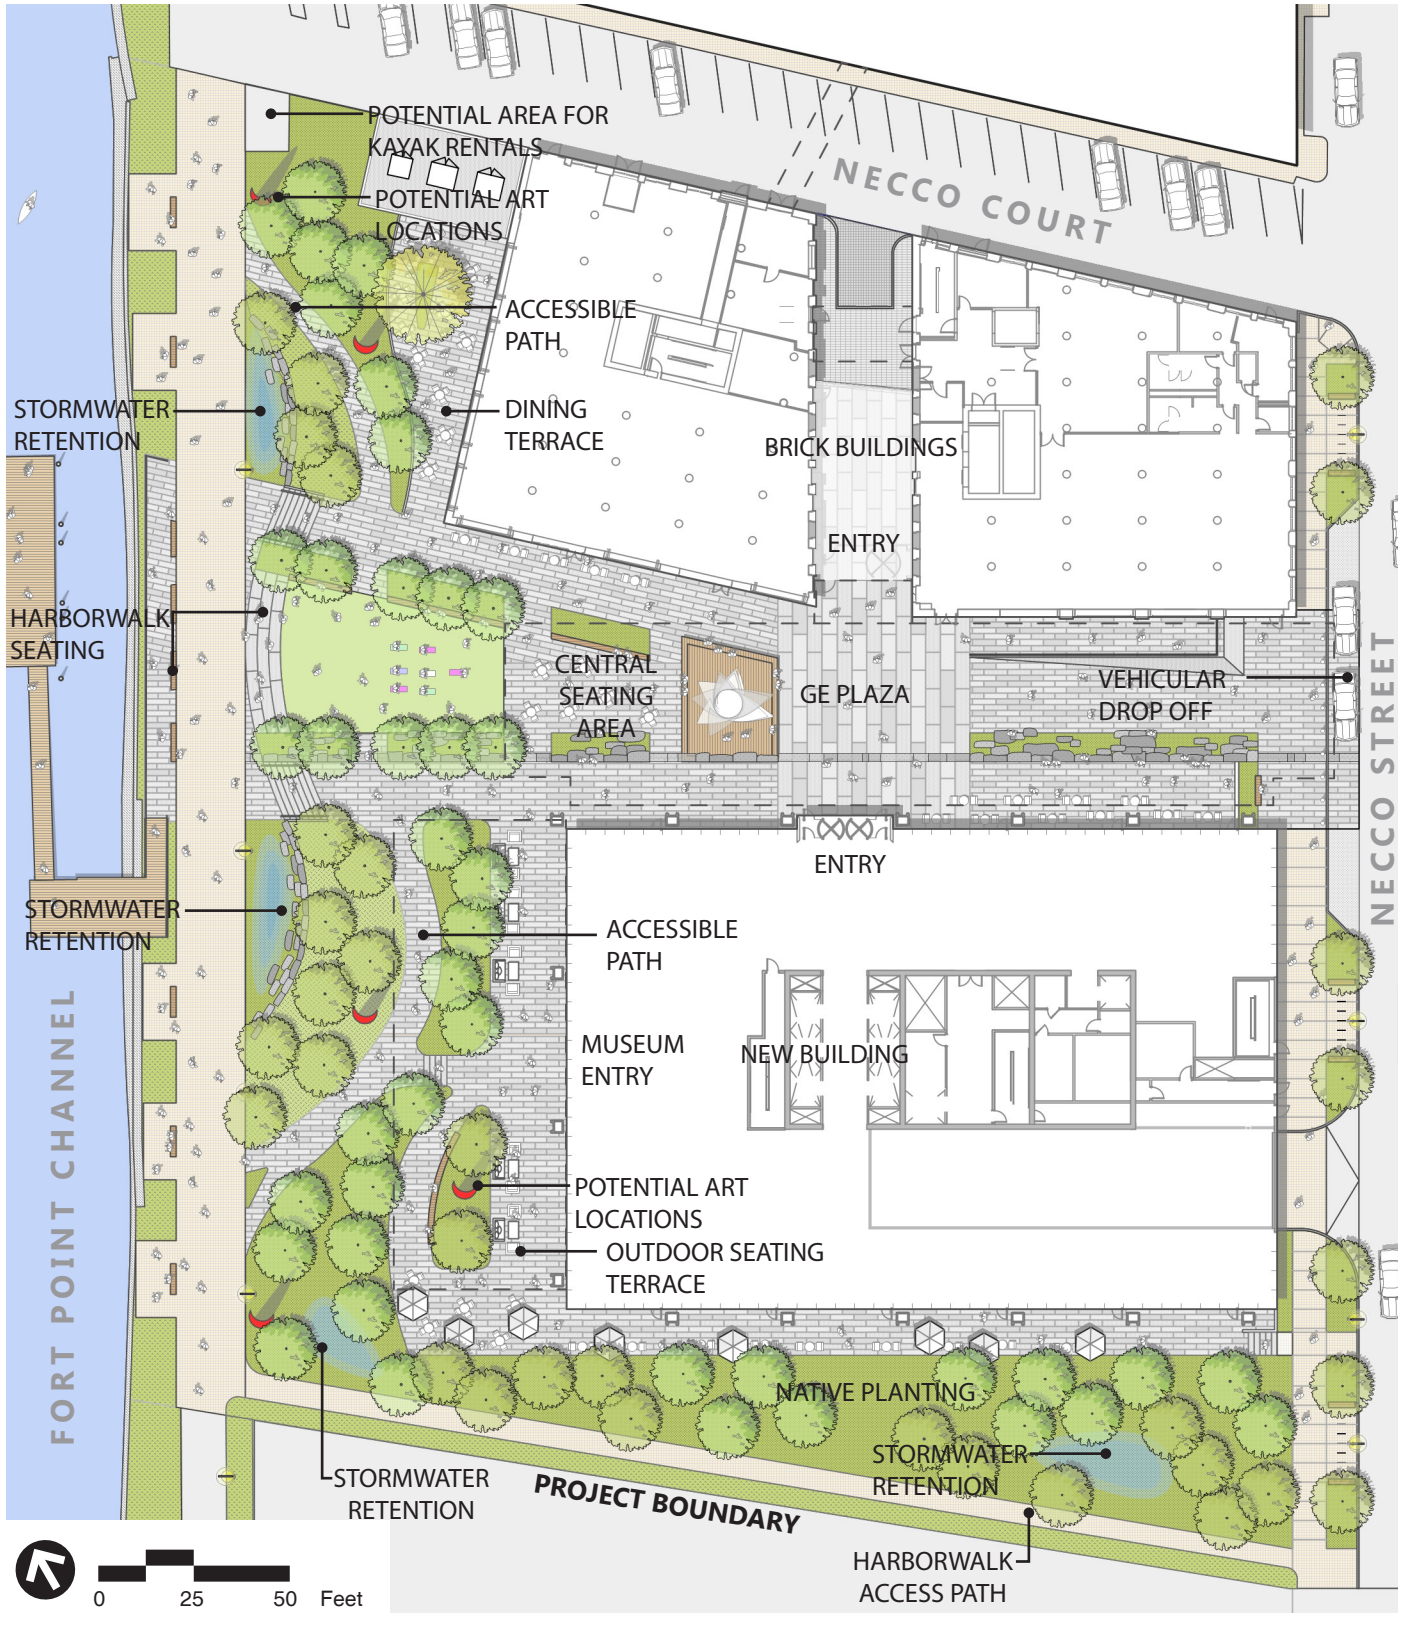 POTENTIAL AREA FOR
KAYAK RENTALS
NECCO COURT
POTENTIAL ART
LOCATIONS
ACCESSIBLE
PATH
STORMWATER
RETENTION
DINING
TERRACE
BRICK BUILDINGS
ENTRY
HARBORWALK
SEATING
CENTRAL
SEATING
AREA
GE PLAZA
VEHICULAR
DROP OFF
NECCO STREET
ENTRY
STORMWATER
RETENTION
ACCESSIBLE
PATH
FORT POINT CHANNEL
MUSEUM
ENTRY
NEW BUILDING
POTENTIAL ART
LOCATIONS
OUTDOOR SEATING
TERRACE
NATIVE PLANTING
STORMWATER
RETENTION
STORMWATER
RETENTION
PROJECT BOUNDARY
HARBORWALK
ACCESS PATH
0 25 50 Feet